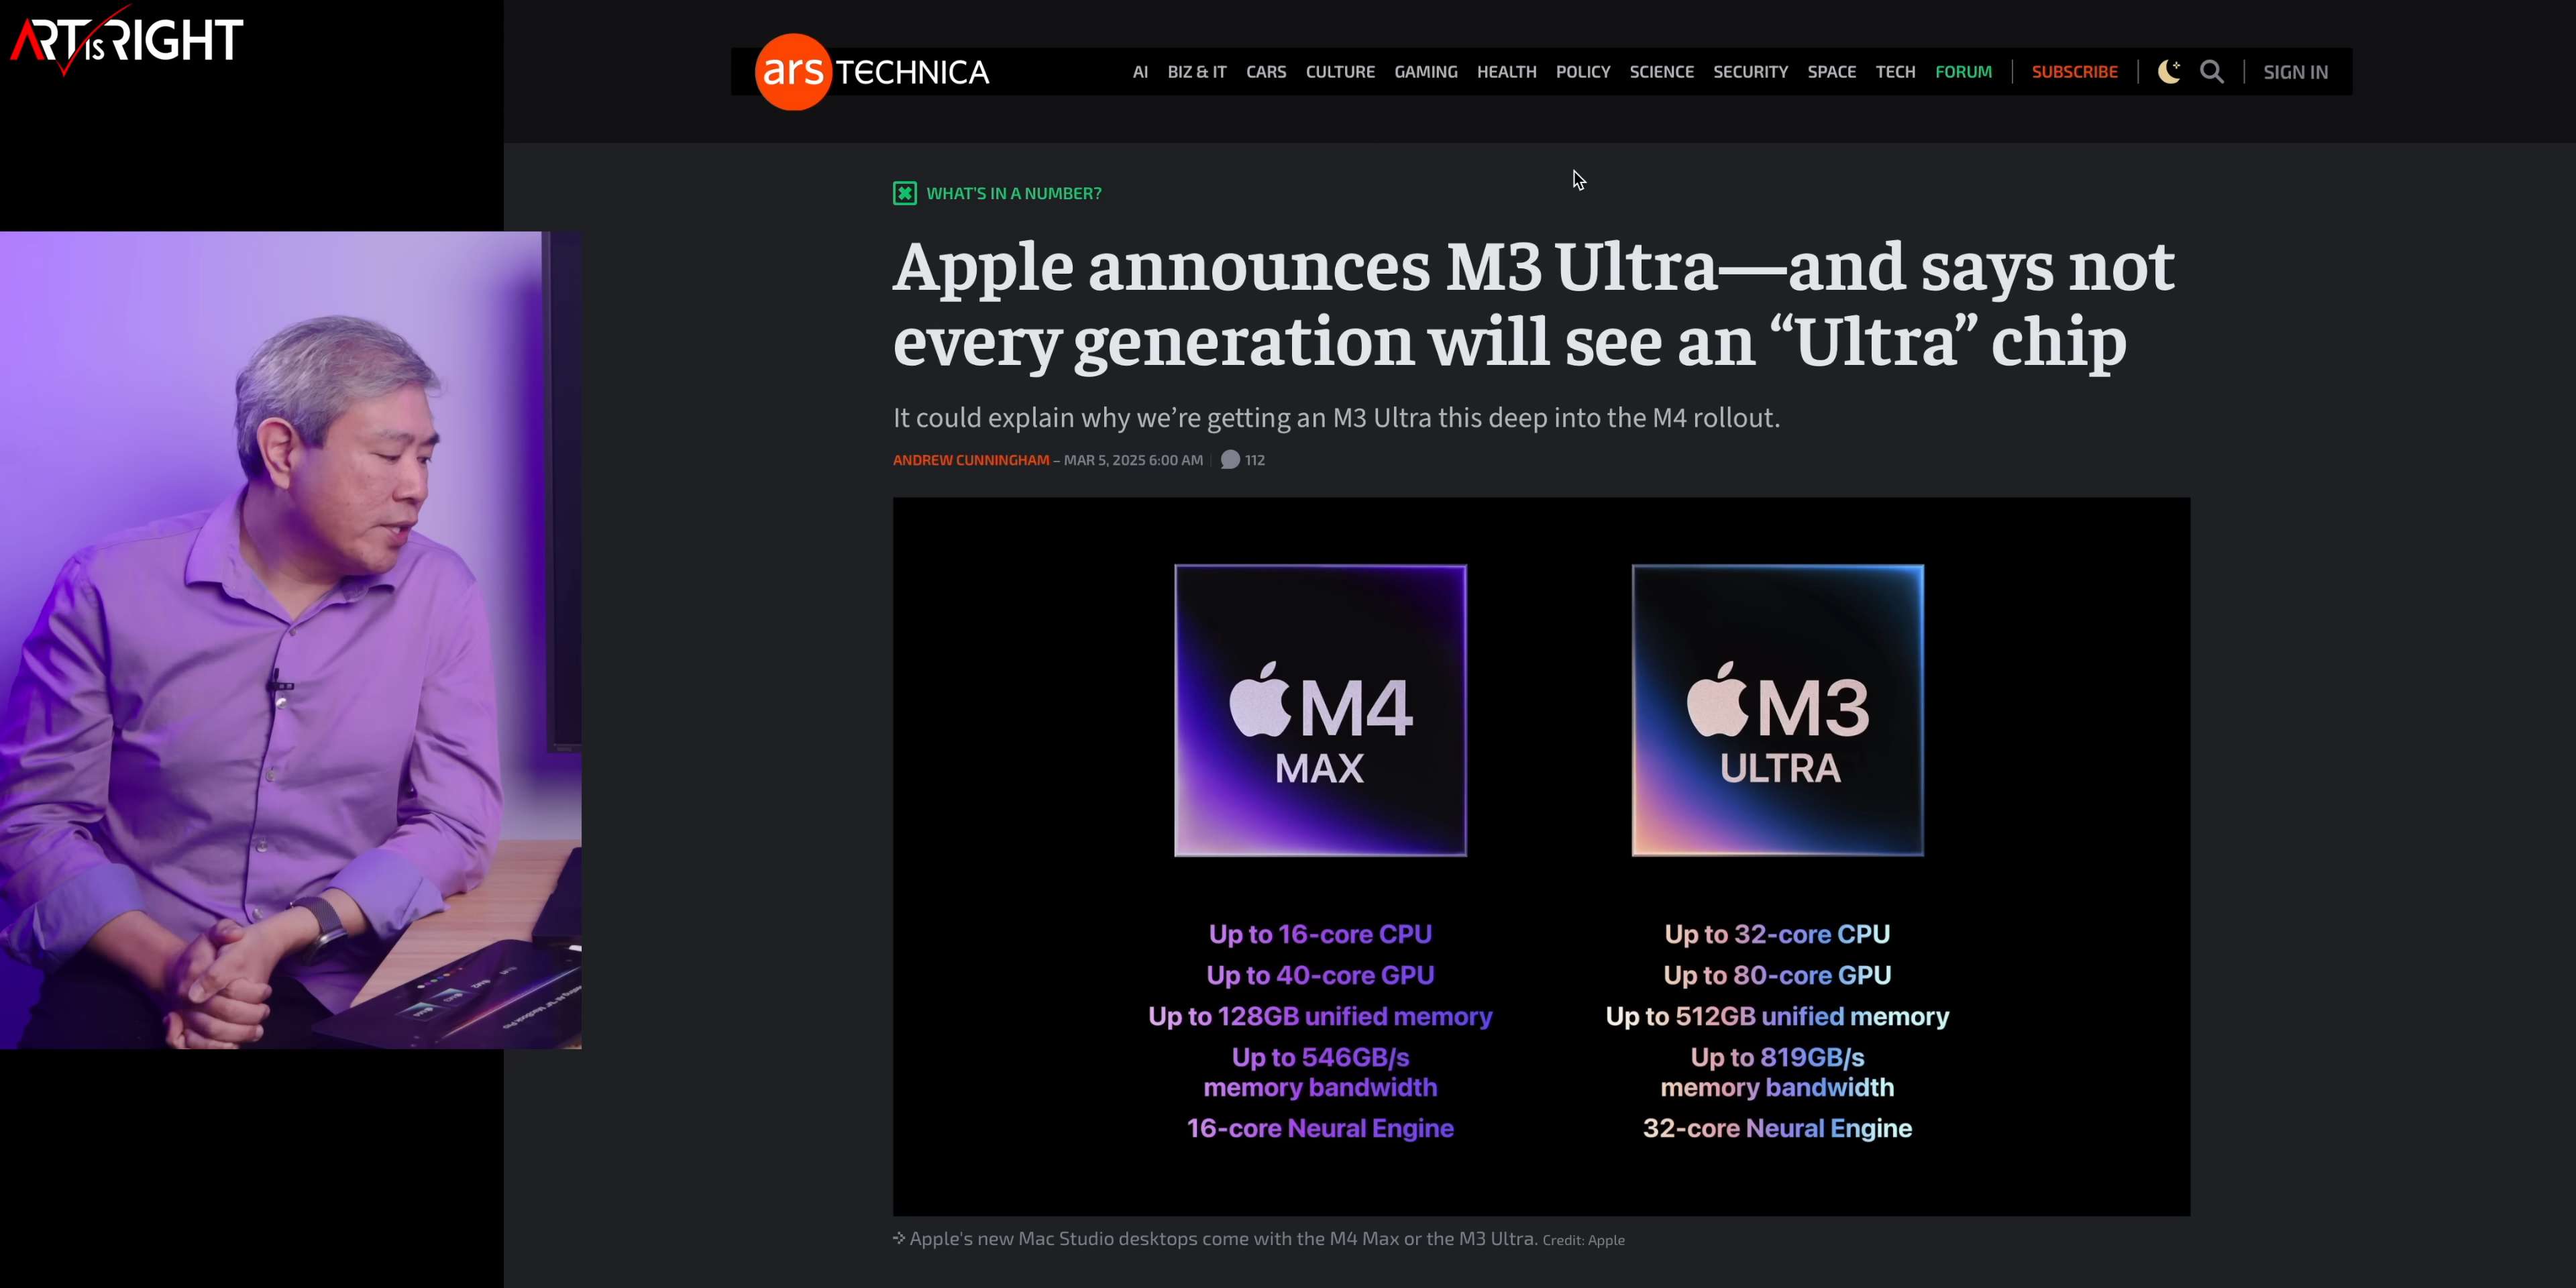 ART IS RIGHT
ars TECHNICA
AI BIZ & IT CARS CULTURE GAMING HEALTH POLICY SCIENCE SECURITY SPACE TECH FORUM SUBSCRIBE SIGN IN
WHAT'S IN A NUMBER?
Apple announces M3 Ultra—and says not
every generation will see an “Ultra” chip
It could explain why we’re getting an M3 Ultra this deep into the M4 rollout.
ANDREW CUNNINGHAM – MAR 5, 2025 6:00 AM 112
M4
MAX
Up to 16-core CPU
Up to 40-core GPU
Up to 128GB unified memory
Up to 546GB/s
memory bandwidth
16-core Neural Engine
M3
ULTRA
Up to 32-core CPU
Up to 80-core GPU
Up to 512GB unified memory
Up to 819GB/s
memory bandwidth
32-core Neural Engine
Apple's new Mac Studio desktops come with the M4 Max or the M3 Ultra. Credit: Apple